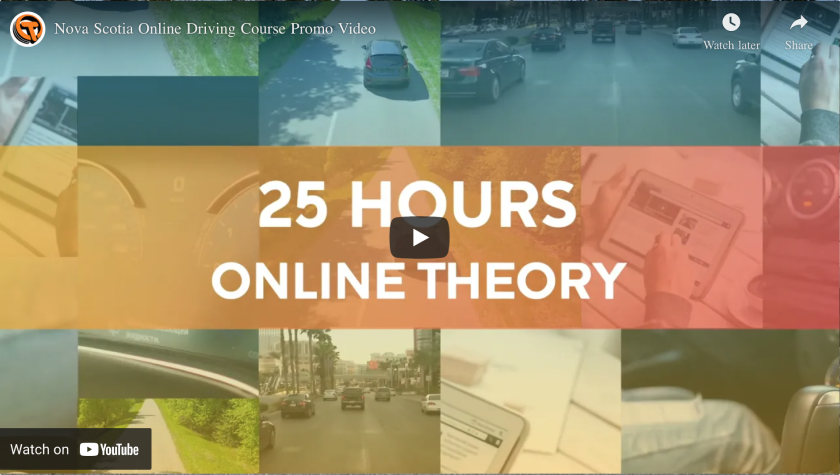 Nova Scotia Online Driving Course Promo Video
Watch later
Share
25 HOURS
ONLINE THEORY
Watch on YouTube